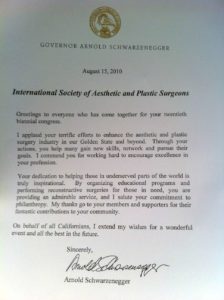 GOVERNOR ARNOLD SCHWARZENEGGER
August 15, 2010
International Society of Aesthetic and Plastic Surgeons
Greetings to everyone who has come together for your twentieth
biennial congress.
I applaud your terrific efforts to enhance the aesthetic and plastic
surgery industry in our Golden State and beyond. Through your
actions, you help many gain new skills, network and pursue their
goals. I commend you for working hard to encourage excellence in
your profession.
Your dedication to helping those in underserved parts of the world is
truly inspirational. By organizing educational programs and
performing reconstructive surgeries for those in need, you are
providing an admirable service, and I salute your commitment to
philanthropy. My thanks go to your members and supporters for their
fantastic contributions to your community.
On behalf of all Californians, I extend my wishes for a wonderful
event and all the best in the future.
Sincerely,
Arnold Schwarzenegger
Arnold Schwarzenegger